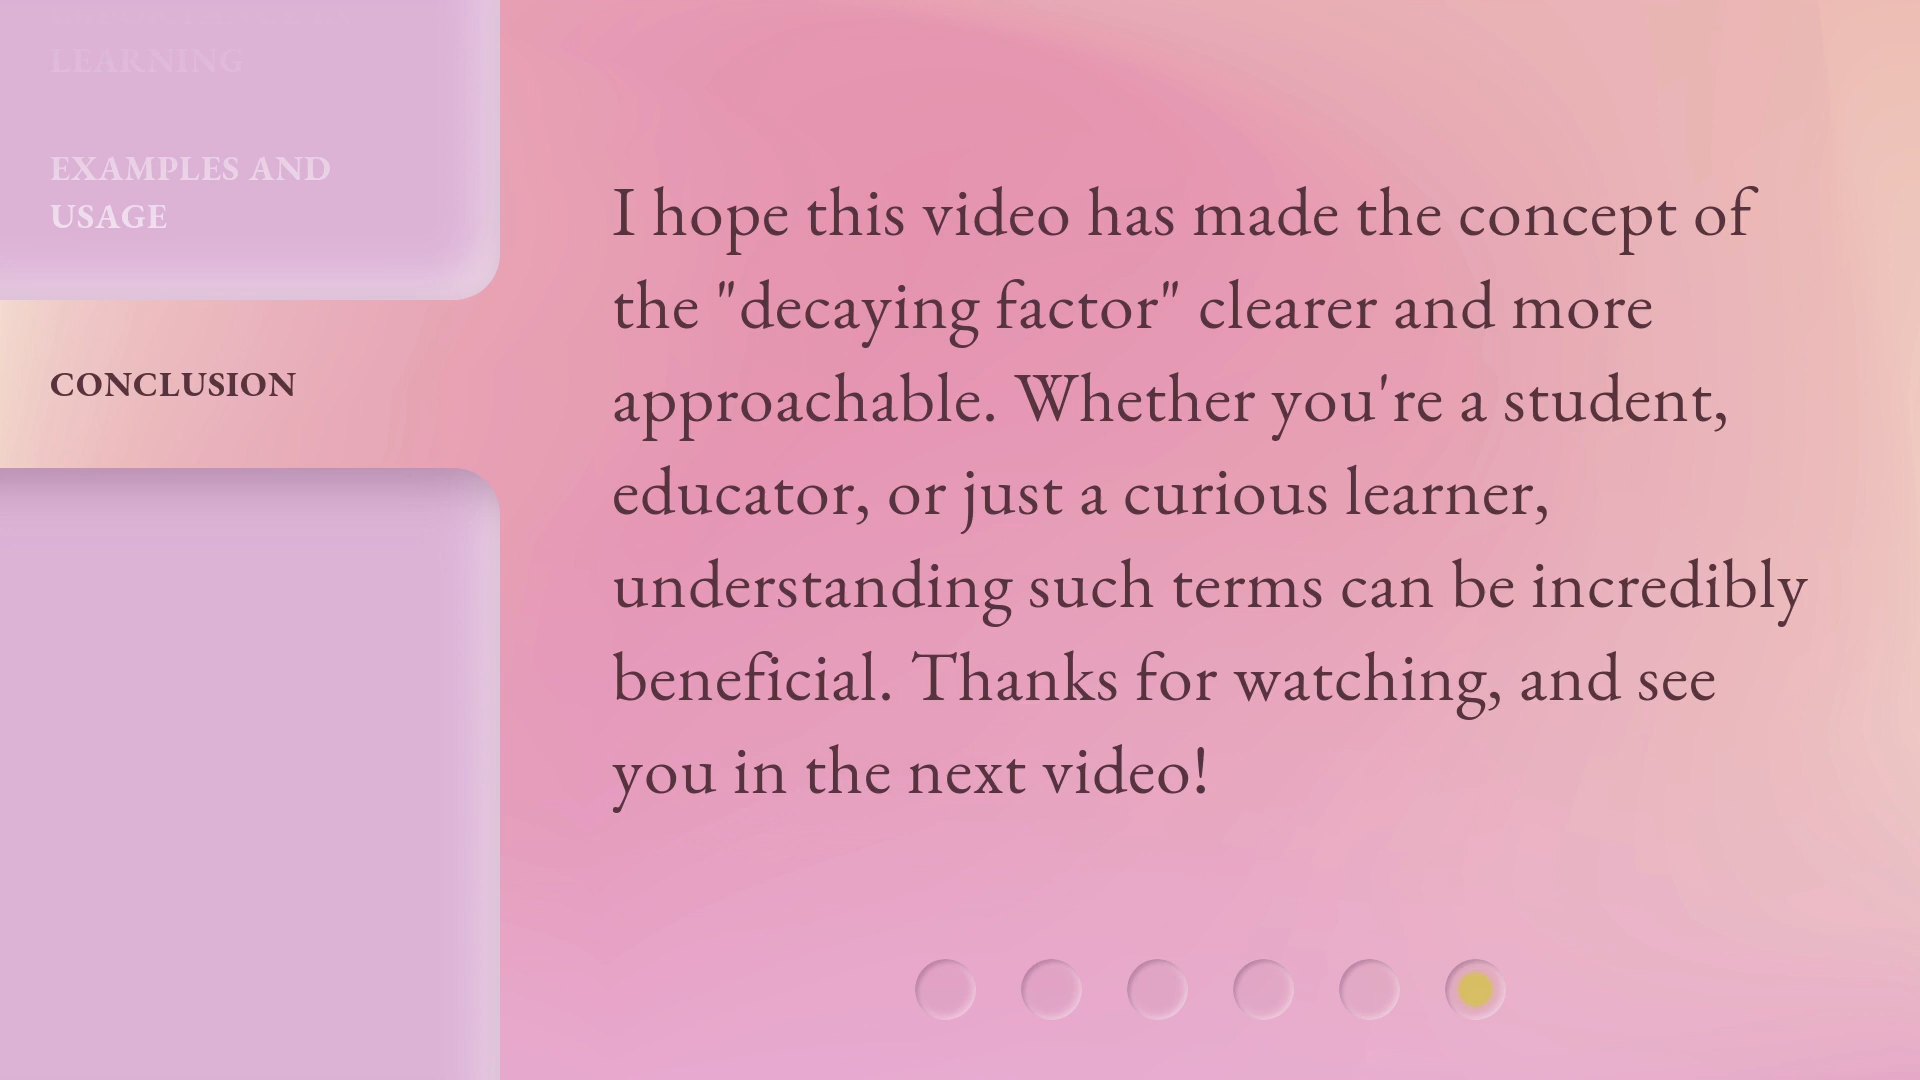 LEARNING
EXAMPLES AND
USAGE
CONCLUSION
I hope this video has made the concept of
the "decaying factor" clearer and more
approachable. Whether you're a student,
educator, or just a curious learner,
understanding such terms can be incredibly
beneficial. Thanks for watching, and see
you in the next video!